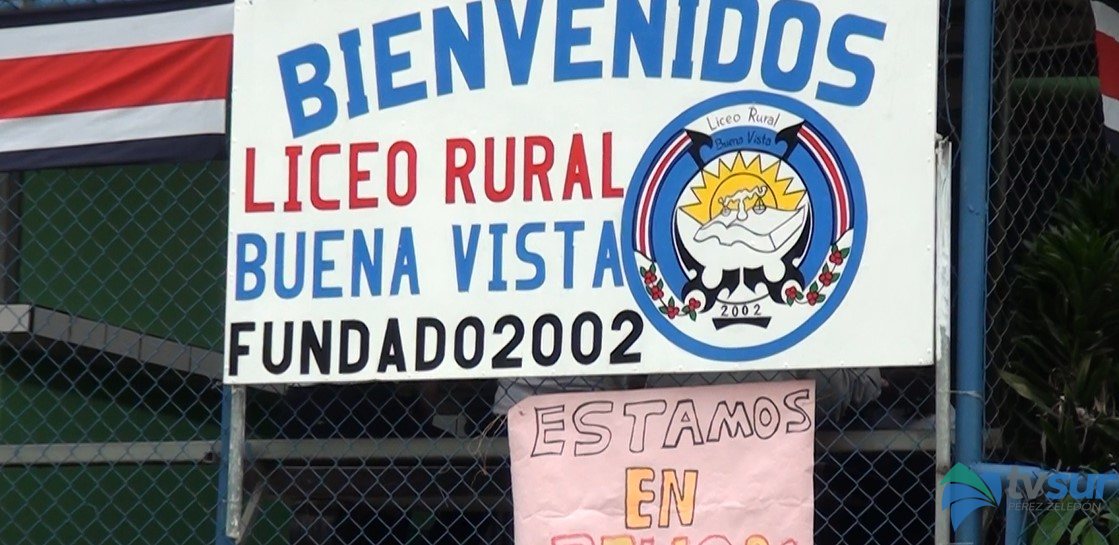 BIENVENIDOS
LICEO RURAL
BUENA VISTA
FUNDADO2002
Liceo Rural
Buena Vista
2002
ESTAMOS
EN
tvsur
PÉREZ ZELEDÓN